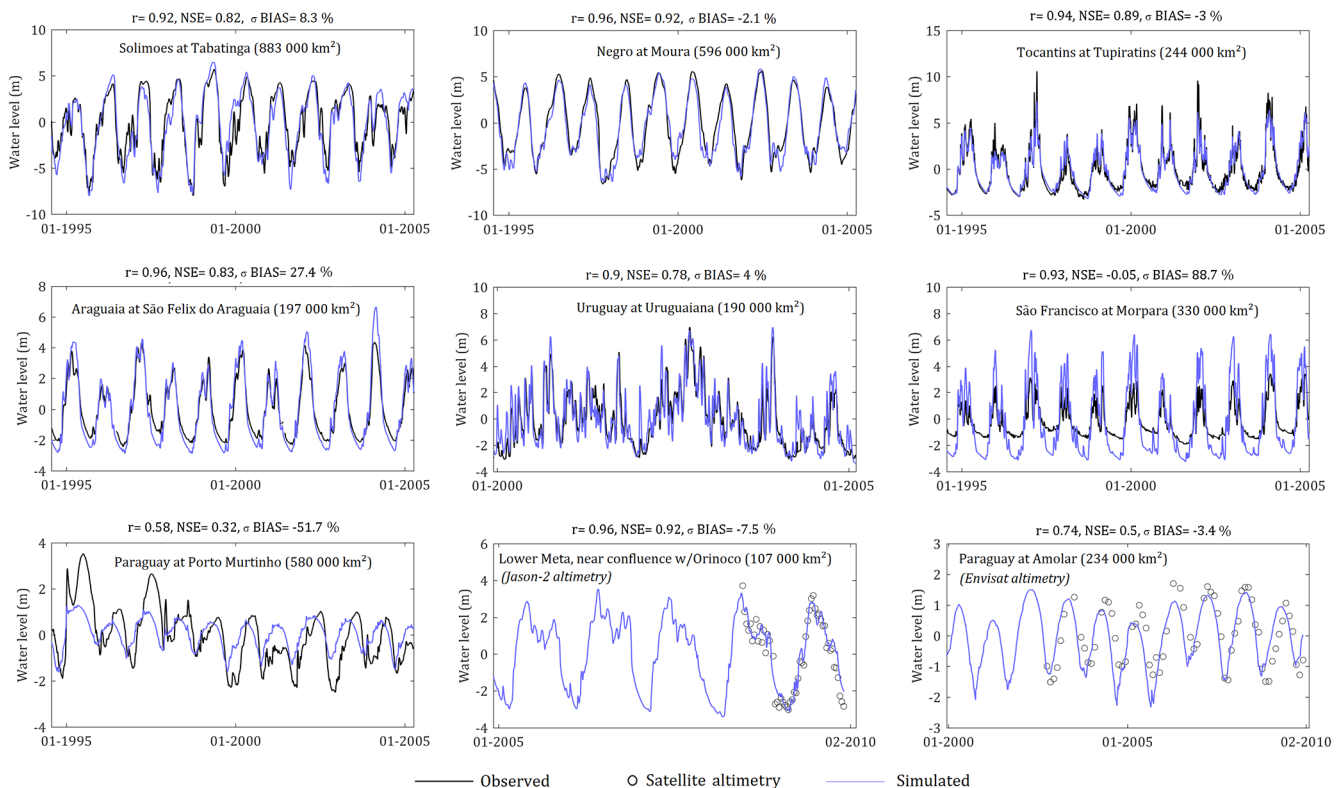 r= 0.92, NSE= 0.82, σ BIAS= 8.3 %
Solimoes at Tabatinga (883 000 km²)
Water level (m)
10
5
0
-5
-10
01-1995
01-2000
01-2005
r= 0.96, NSE= 0.92, σ BIAS= -2.1 %
Negro at Moura (596 000 km²)
Water level (m)
10
5
0
-5
-10
01-1995
01-2000
01-2005
r= 0.94, NSE= 0.89, σ BIAS= -3 %
Tocantins at Tupiratins (244 000 km²)
Water level (m)
15
10
5
0
-5
01-1995
01-2000
01-2005
r= 0.96, NSE= 0.83, σ BIAS= 27.4 %
Araguaia at São Felix do Araguaia (197 000 km²)
Water level (m)
8
6
4
2
0
-2
-4
01-1995
01-2000
01-2005
r= 0.9, NSE= 0.78, σ BIAS= 4 %
Uruguay at Uruguaiana (190 000 km²)
Water level (m)
10
8
6
4
2
0
-2
-4
01-2000
01-2005
r= 0.93, NSE= -0.05, σ BIAS= 88.7 %
São Francisco at Morpara (330 000 km²)
Water level (m)
10
8
6
4
2
0
-2
-4
01-1995
01-2000
01-2005
r= 0.58, NSE= 0.32, σ BIAS= -51.7 %
Paraguay at Porto Murtinho (580 000 km²)
Water level (m)
4
2
0
-2
-4
01-1995
01-2000
01-2005
r= 0.96, NSE= 0.92, σ BIAS= -7.5 %
Lower Meta, near confluence w/Orinoco (107 000 km²)
(Jason-2 altimetry)
Water level (m)
6
4
2
0
-2
-4
01-2005
02-2010
r= 0.74, NSE= 0.5, σ BIAS= -3.4 %
Paraguay at Amolar (234 000 km²)
(Envisat altimetry)
Water level (m)
3
2
1
0
-1
-2
-3
01-2000
01-2005
02-2010
Observed
Satellite altimetry
Simulated